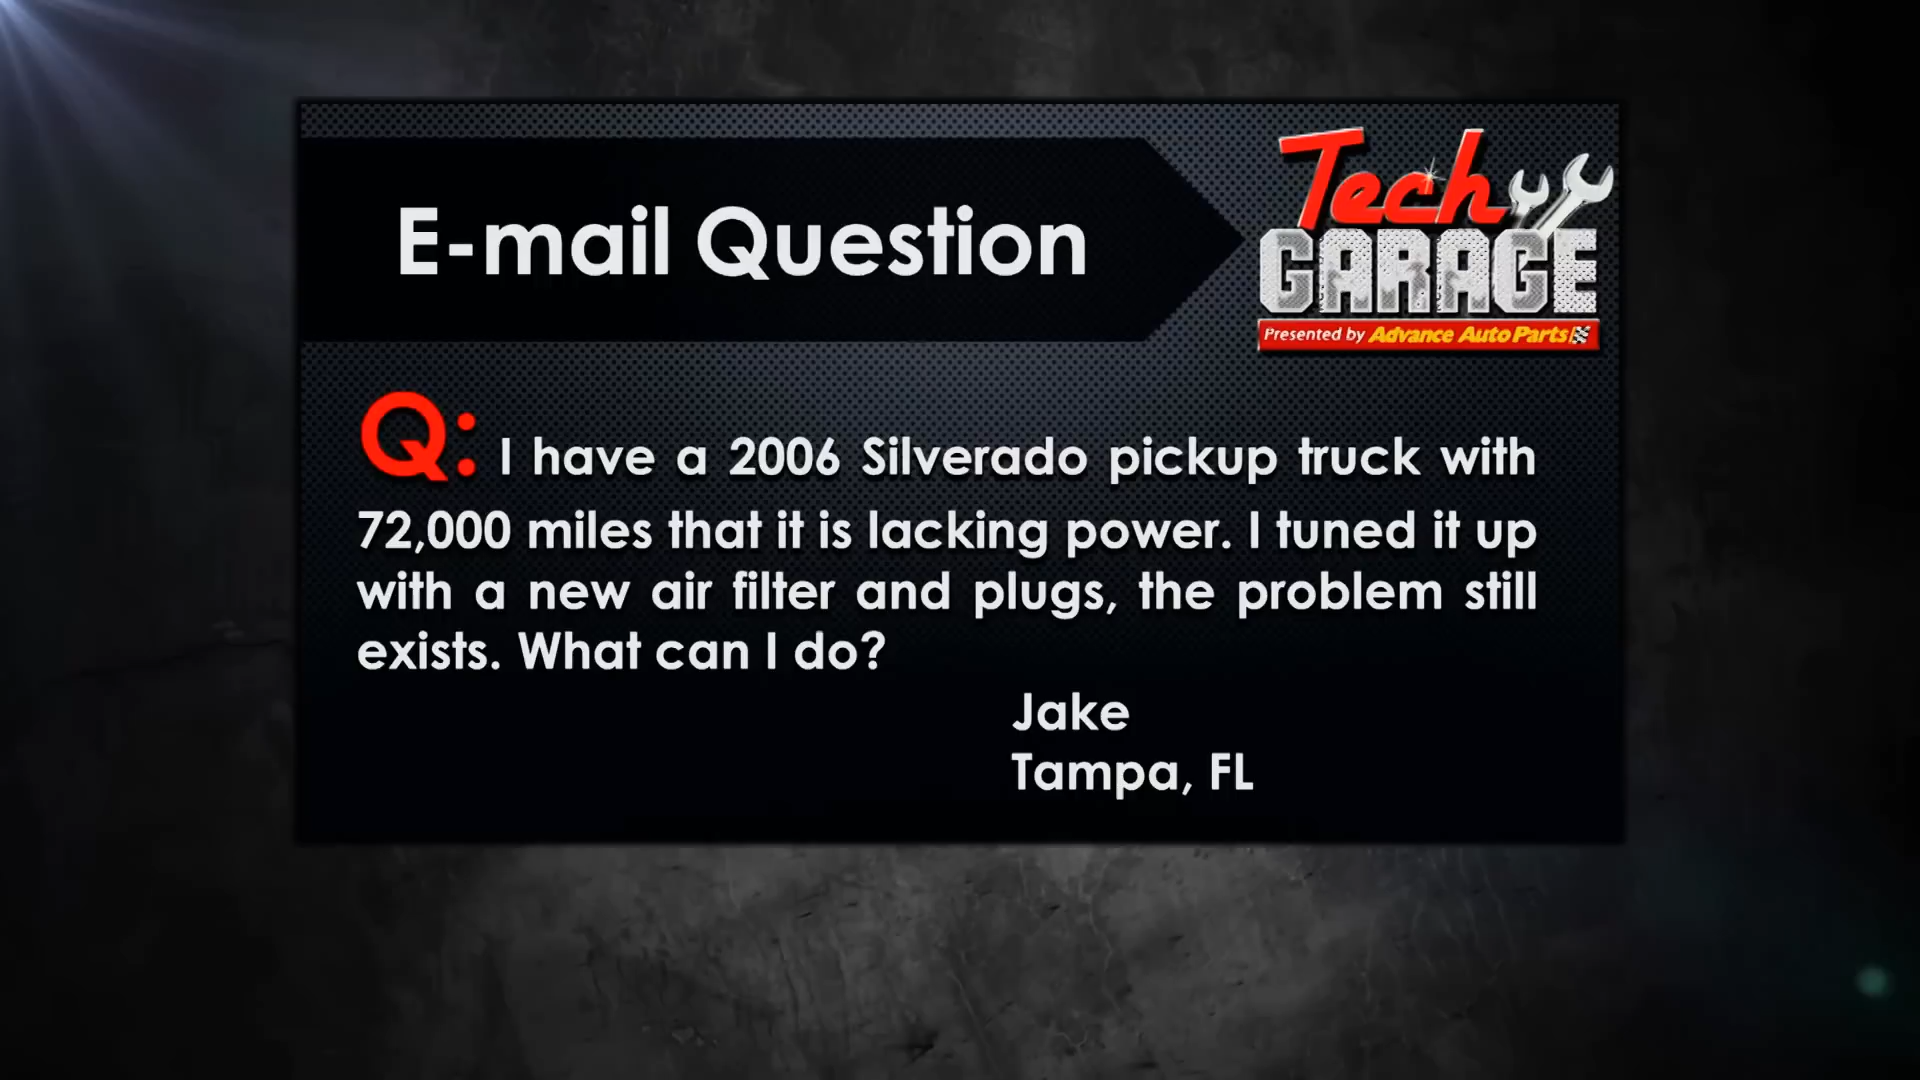 E-mail Question
Tech
GARAGE
Presented by Advance Auto Parts
Q: I have a 2006 Silverado pickup truck with
72,000 miles that it is lacking power. I tuned it up
with a new air filter and plugs, the problem still
exists. What can I do?
Jake
Tampa, FL